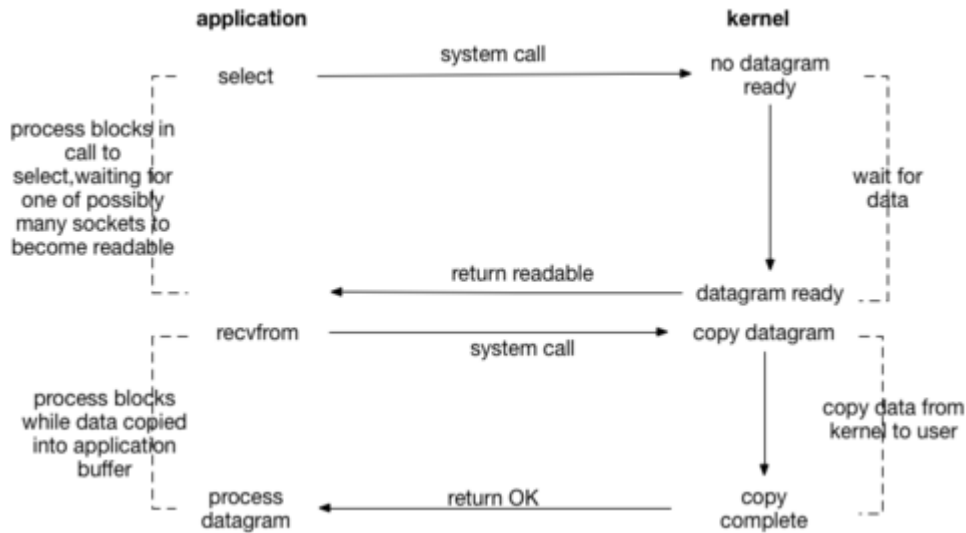 application
kernel
system call
select
no datagram
ready
process blocks in
call to
select,waiting for
one of possibly
many sockets to
become readable
wait for
data
return readable
datagram ready
recvfrom
copy datagram
system call
process blocks
while data copied
into application
buffer
copy data from
kernel to user
return OK
process
datagram
copy
complete